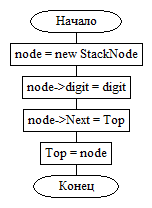 Начало
node = new StackNode
node->digit = digit
node->Next = Top
Top = node
Конец